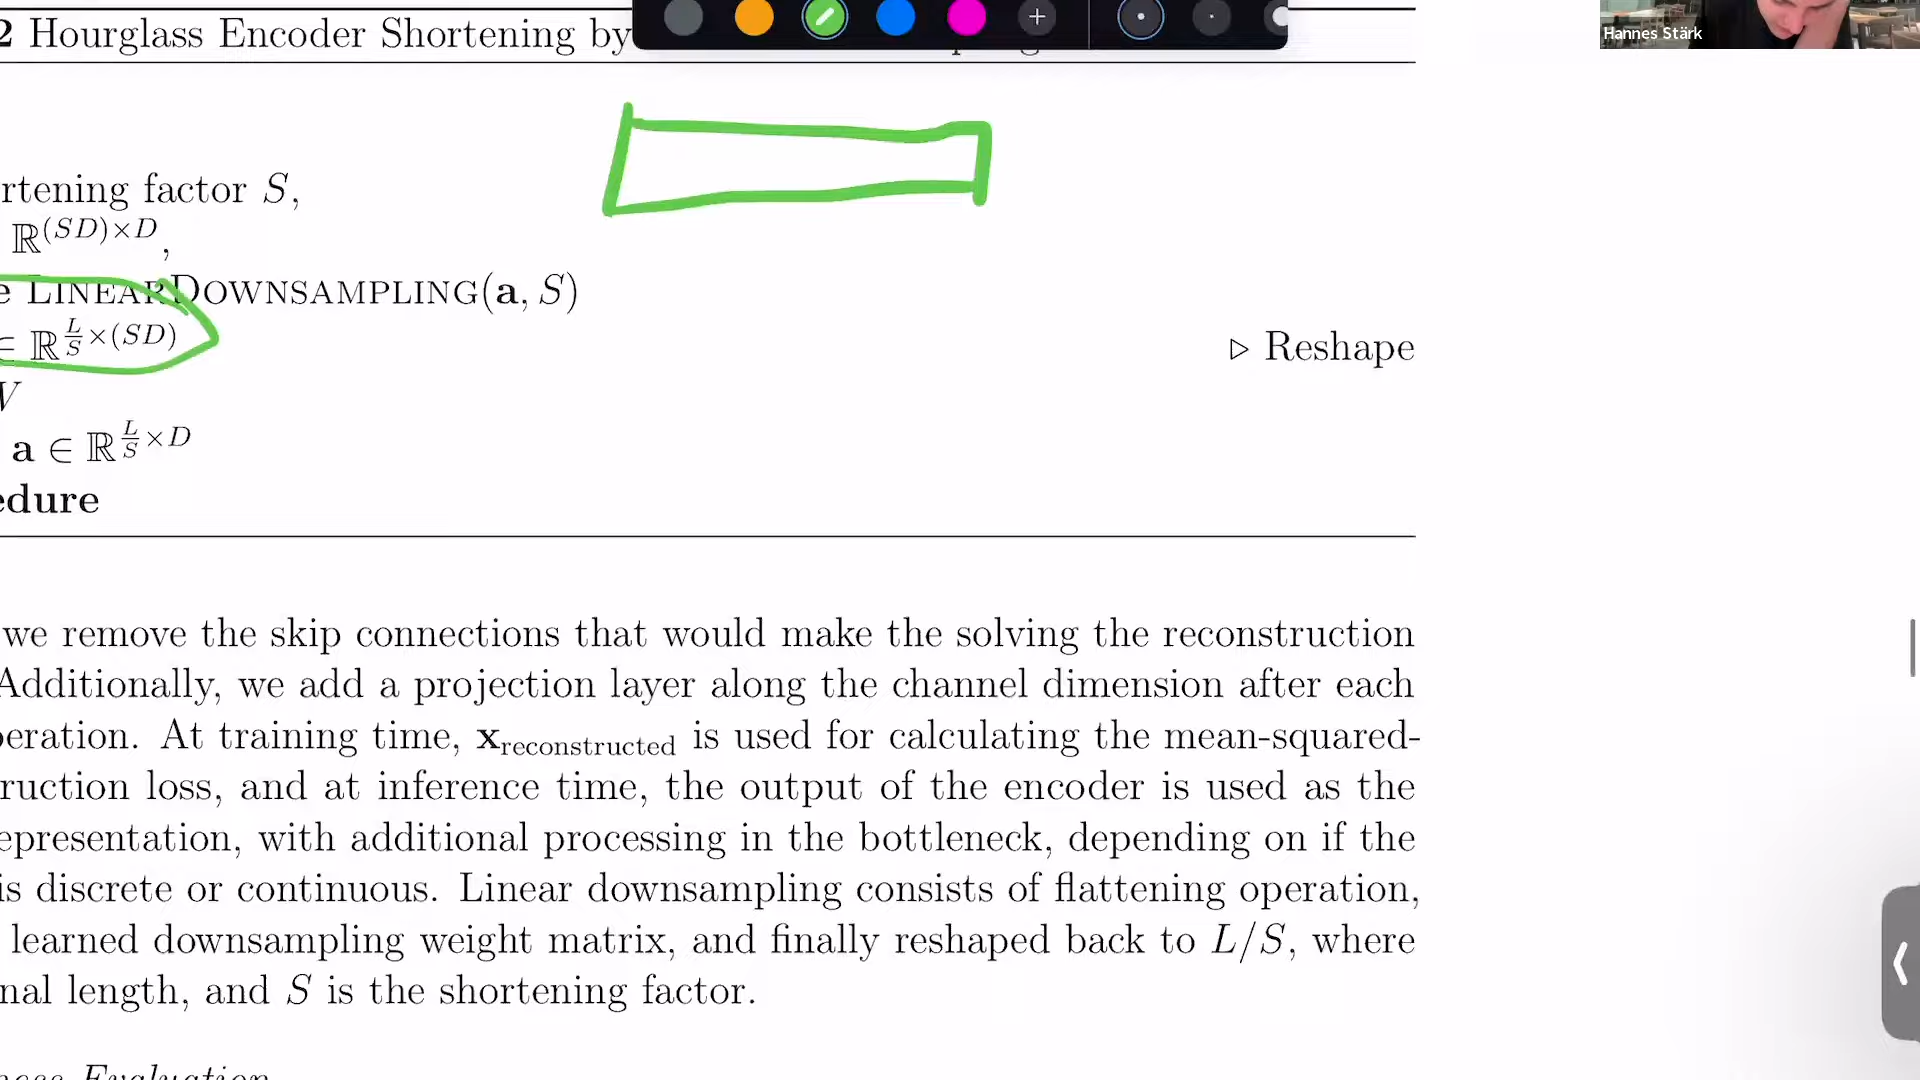 2 Hourglass Encoder Shortening by
Hannes Stärk
rtening factor S,
ℝ^{(SD)×D},
e LINEARDOWNSAMPLING(a, S)
∈ ℝ^{\frac{L}{S}×(SD)}
▷ Reshape
a ∈ ℝ^{\frac{L}{S}×D}
edure
we remove the skip connections that would make the solving the reconstruction
Additionally, we add a projection layer along the channel dimension after each
peration. At training time, x_{reconstructed} is used for calculating the mean-squared-
ruction loss, and at inference time, the output of the encoder is used as the
epresentation, with additional processing in the bottleneck, depending on if the
is discrete or continuous. Linear downsampling consists of flattening operation,
learned downsampling weight matrix, and finally reshaped back to L/S, where
nal length, and S is the shortening factor.
Evaluation